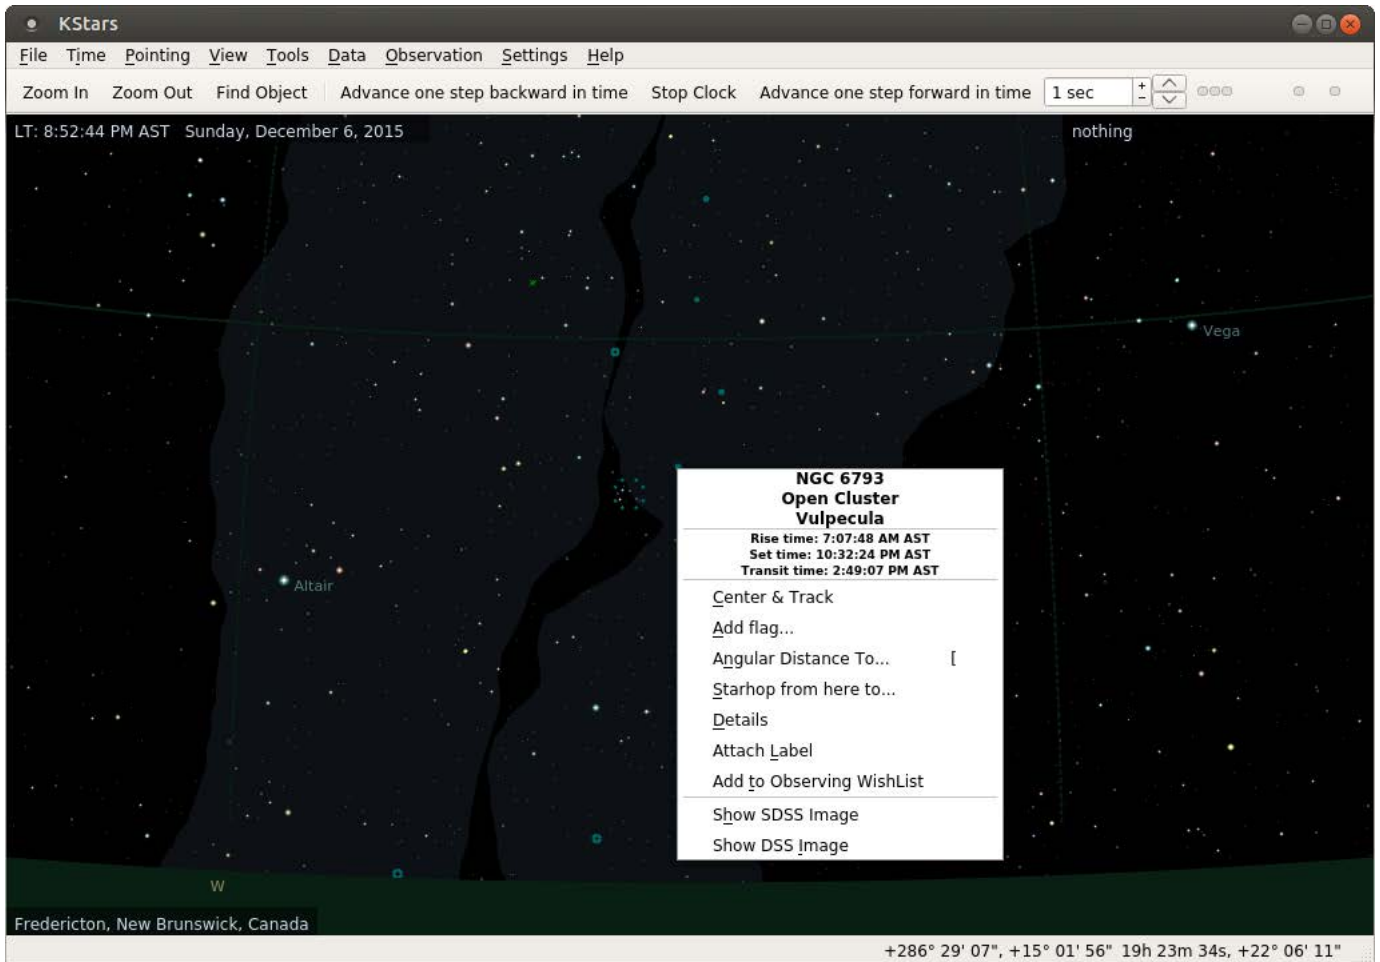 KStars
File Time Pointing View Tools Data Observation Settings Help
Zoom In Zoom Out Find Object Advance one step backward in time Stop Clock Advance one step forward in time 1 sec
LT: 8:52:44 PM AST Sunday, December 6, 2015 nothing
Vega
NGC 6793
Open Cluster
Vulpecula
Rise time: 7:07:48 AM AST
Set time: 10:32:24 PM AST
Transit time: 2:49:07 PM AST
Altair
Center & Track
Add flag...
Angular Distance To... [
Starhop from here to...
Details
Attach Label
Add to Observing WishList
Show SDSS Image
Show DSS Image
W
Fredericton, New Brunswick, Canada
+286° 29' 07", +15° 01' 56" 19h 23m 34s, +22° 06' 11"